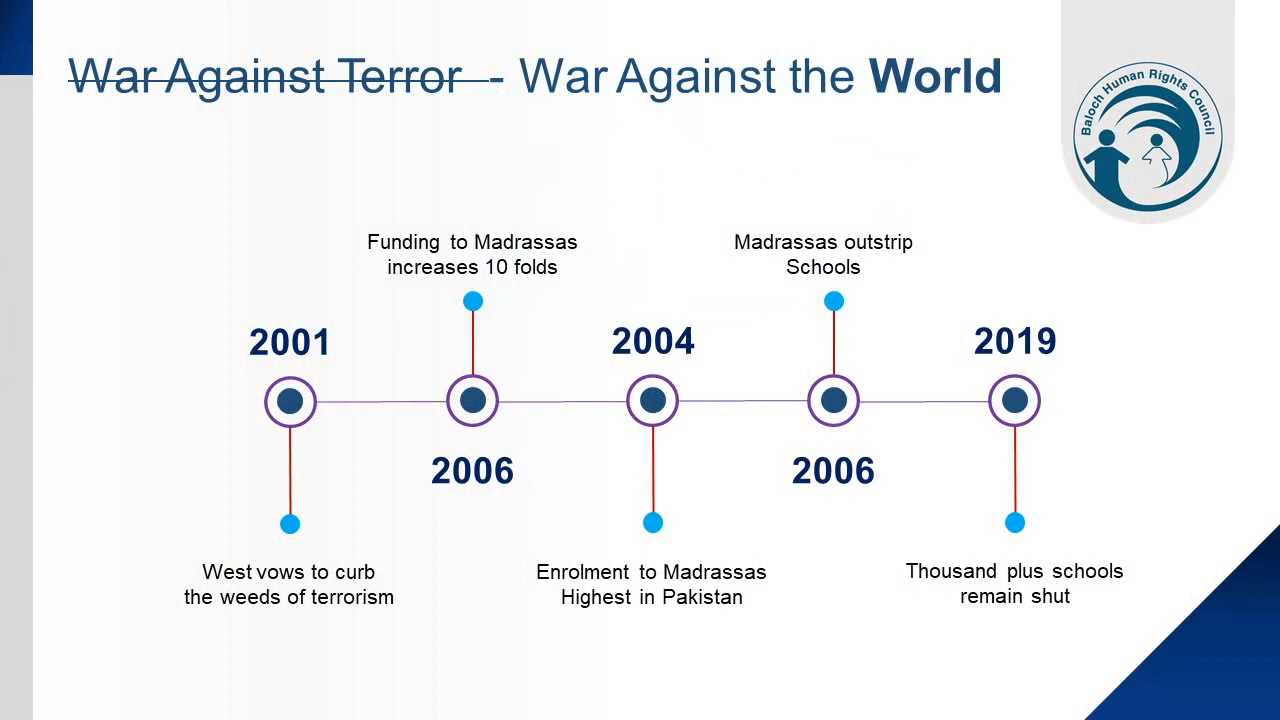 War Against Terror - War Against the World
Baloch Human Rights Council
Funding to Madrassas
increases 10 folds
Madrassas outstrip
Schools
2001
2004
2019
2006
2006
West vows to curb
the weeds of terrorism
Enrolment to Madrassas
Highest in Pakistan
Thousand plus schools
remain shut